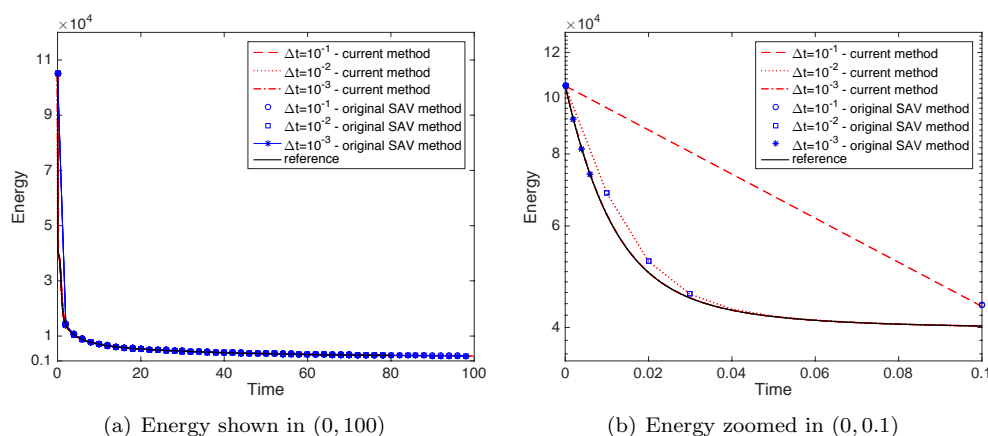 ×10⁴
11
9
7
5
3
1
0.1
Energy
0 20 40 60 80 100
Time
Δt=10⁻¹ - current method
Δt=10⁻² - current method
Δt=10⁻³ - current method
Δt=10⁻¹ - original SAV method
Δt=10⁻² - original SAV method
Δt=10⁻³ - original SAV method
reference
(a) Energy shown in (0, 100)
×10⁴
12
10
8
6
4
Energy
0 0.02 0.04 0.06 0.08 0.1
Time
Δt=10⁻¹ - current method
Δt=10⁻² - current method
Δt=10⁻³ - current method
Δt=10⁻¹ - original SAV method
Δt=10⁻² - original SAV method
Δt=10⁻³ - original SAV method
reference
(b) Energy zoomed in (0, 0.1)